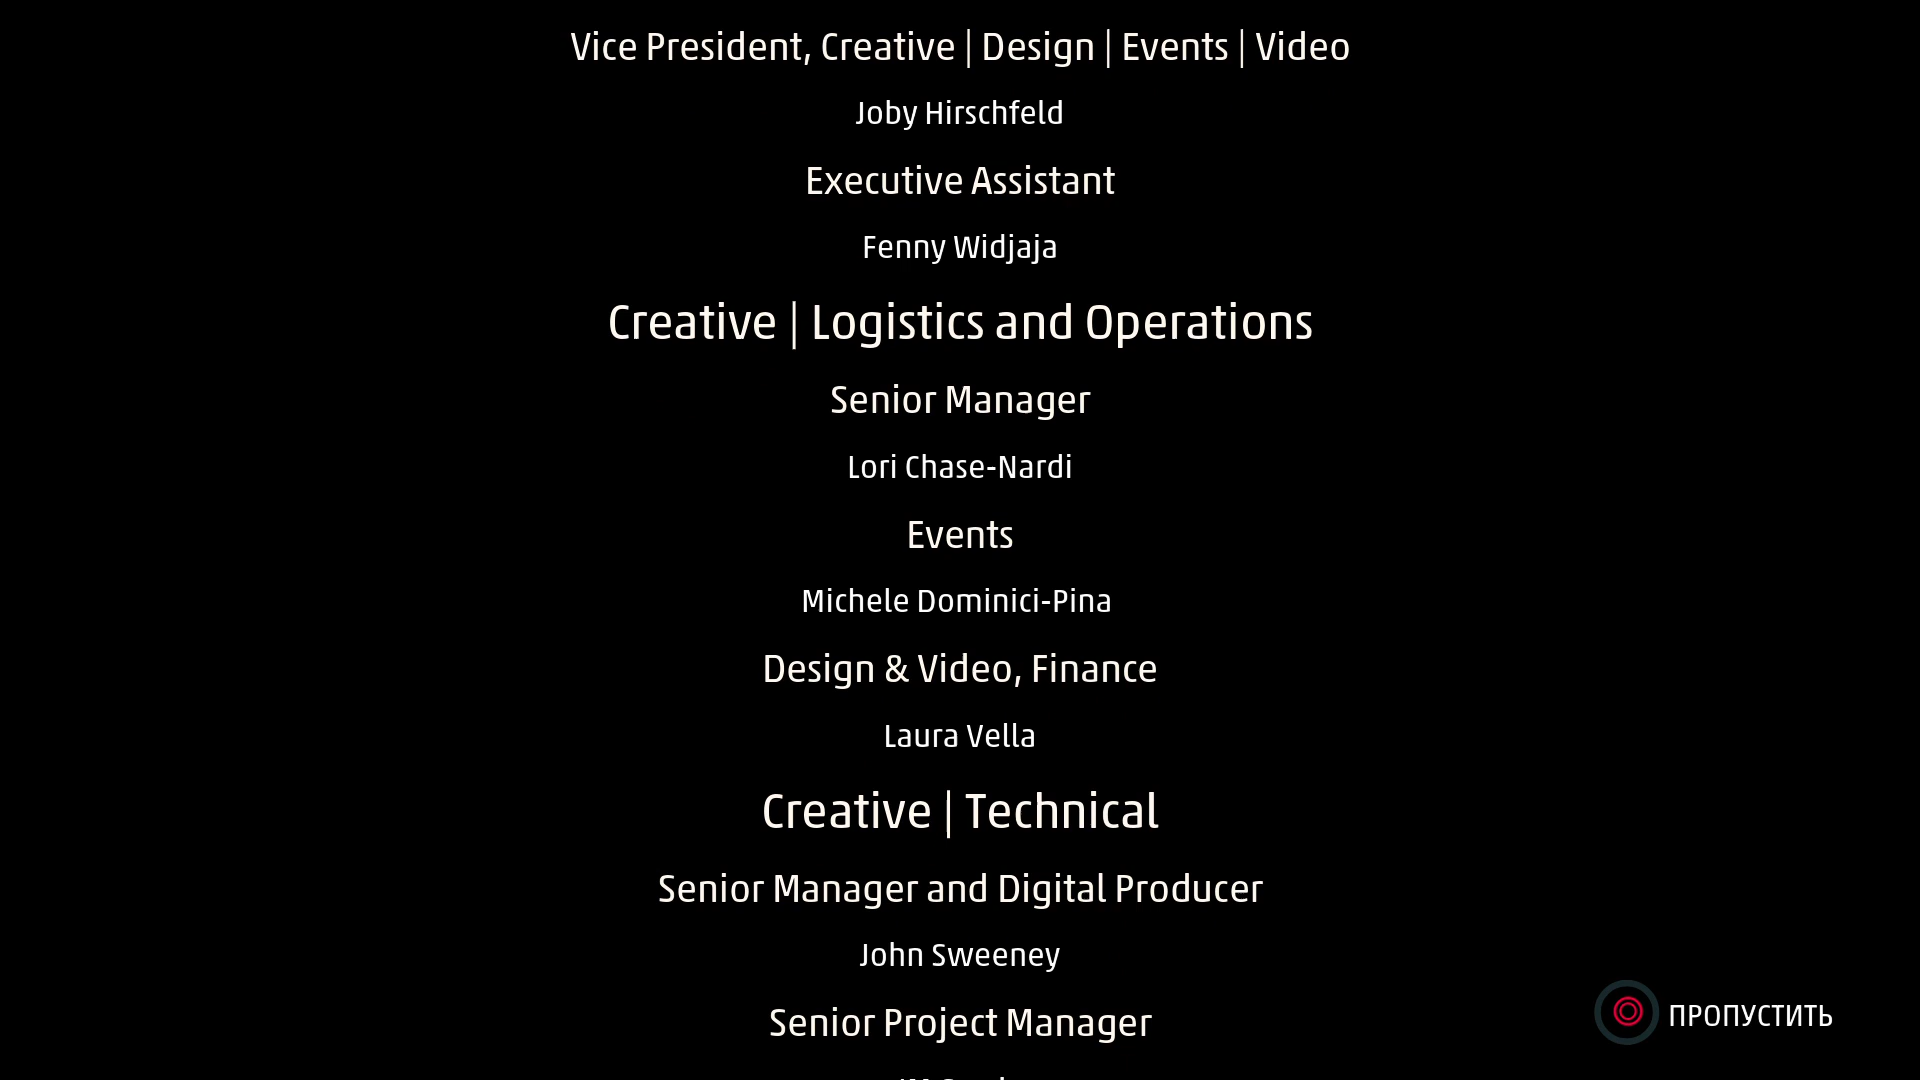 Vice President, Creative | Design | Events | Video
Joby Hirschfeld
Executive Assistant
Fenny Widjaja
Creative | Logistics and Operations
Senior Manager
Lori Chase-Nardi
Events
Michele Dominici-Pina
Design & Video, Finance
Laura Vella
Creative | Technical
Senior Manager and Digital Producer
John Sweeney
Senior Project Manager
ПРОПУСТИТЬ